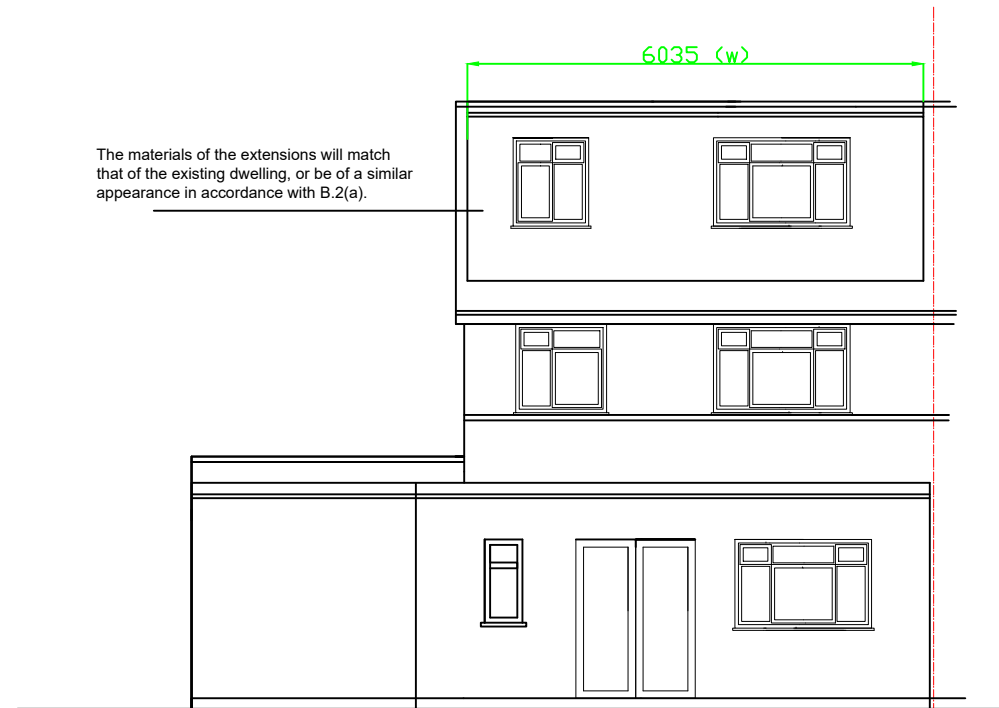 6035 (w)
The materials of the extensions will match
that of the existing dwelling, or be of a similar
appearance in accordance with B.2(a).